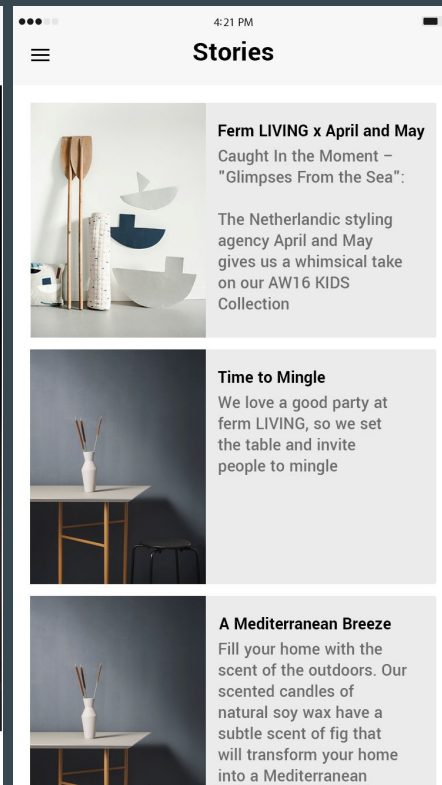 4:21 PM
Stories
Ferm LIVING x April and May
Caught In the Moment –
"Glimpses From the Sea":
The Netherlandic styling
agency April and May
gives us a whimsical take
on our AW16 KIDS
Collection
Time to Mingle
We love a good party at
ferm LIVING, so we set
the table and invite
people to mingle
A Mediterranean Breeze
Fill your home with the
scent of the outdoors. Our
scented candles of
natural soy wax have a
subtle scent of fig that
will transform your home
into a Mediterranean